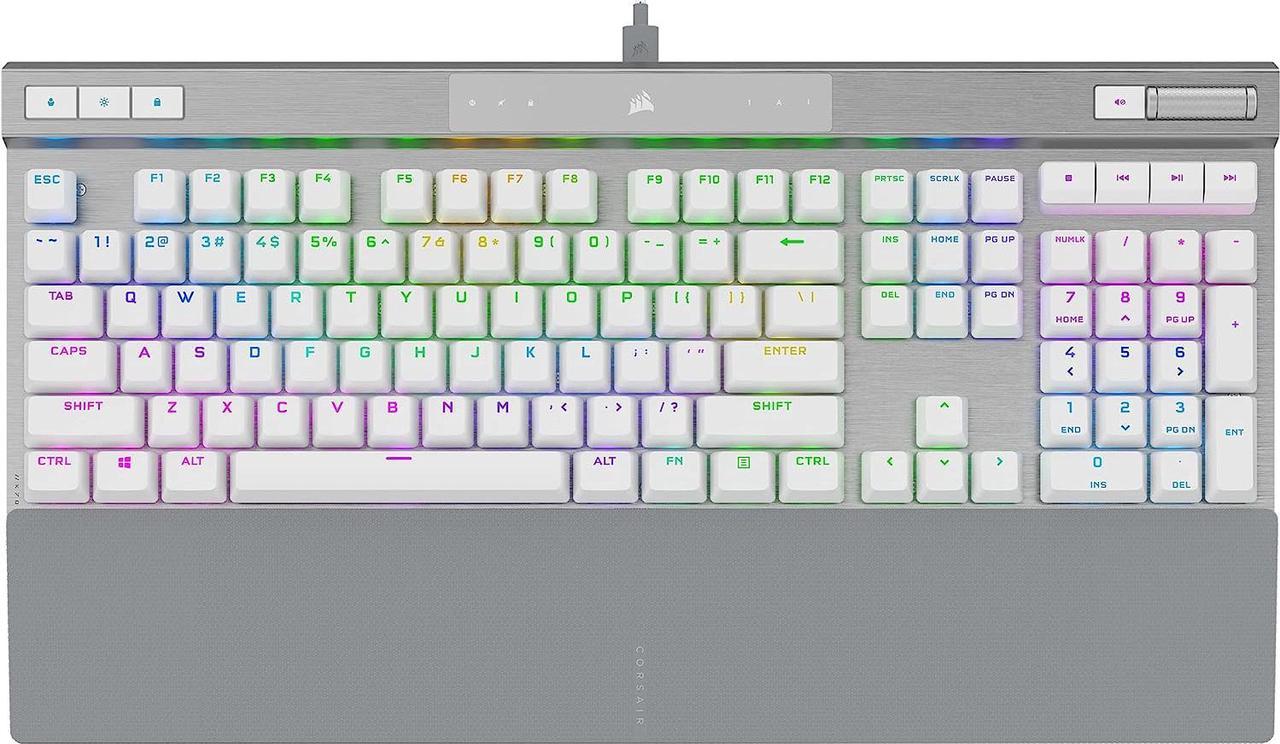 ESC F1 F2 F3 F4 F5 F6 F7 F8 F9 F10 F11 F12 PRTSC SCRLK PAUSE
` ~ 1! 2@ 3# 4$ 5% 6^ 7& 8* 9( 0) - _ = + ← INS HOME PG UP NUMLK / * -
TAB Q W E R T Y U I O P [ { ] } \ | DEL END PG DN 7 HOME 8 ^ 9 PG UP +
CAPS A S D F G H J K L ; : ' " ENTER 4 < 5 6 >
SHIFT Z X C V B N M , < . > / ? SHIFT ^ 1 END 2 ⌄ 3 PG DN ENT
CTRL ALT ALT FN CTRL < ⌄ > 0 INS . DEL
CORSAIR